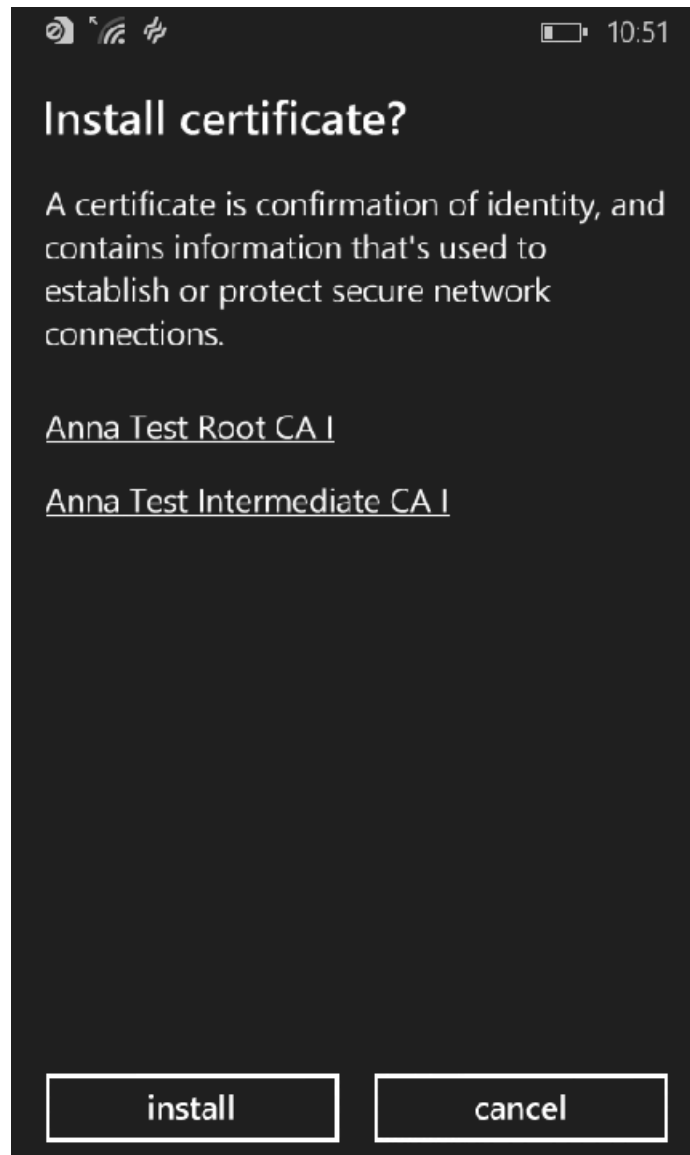 10:51
Install certificate?
A certificate is confirmation of identity, and
contains information that's used to
establish or protect secure network
connections.
Anna Test Root CA I
Anna Test Intermediate CA I
install cancel